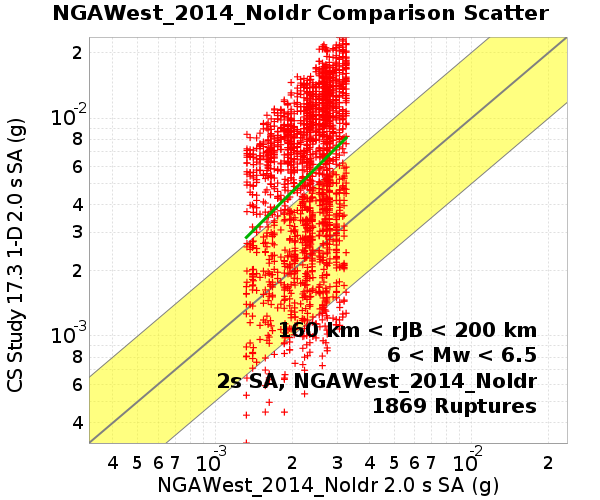 NGAWest_2014_NoIdr Comparison Scatter
CS Study 17.3 1-D 2.0 s SA (g)
2
10-2
8
6
4
3
2
10-3
8
6
4
160 km < rJB < 200 km
6 < Mw < 6.5
2s SA, NGAWest_2014_NoIdr
1869 Ruptures
4 5 6 7 10-3 2 3 4 5 6 7 10-2 2
NGAWest_2014_NoIdr 2.0 s SA (g)